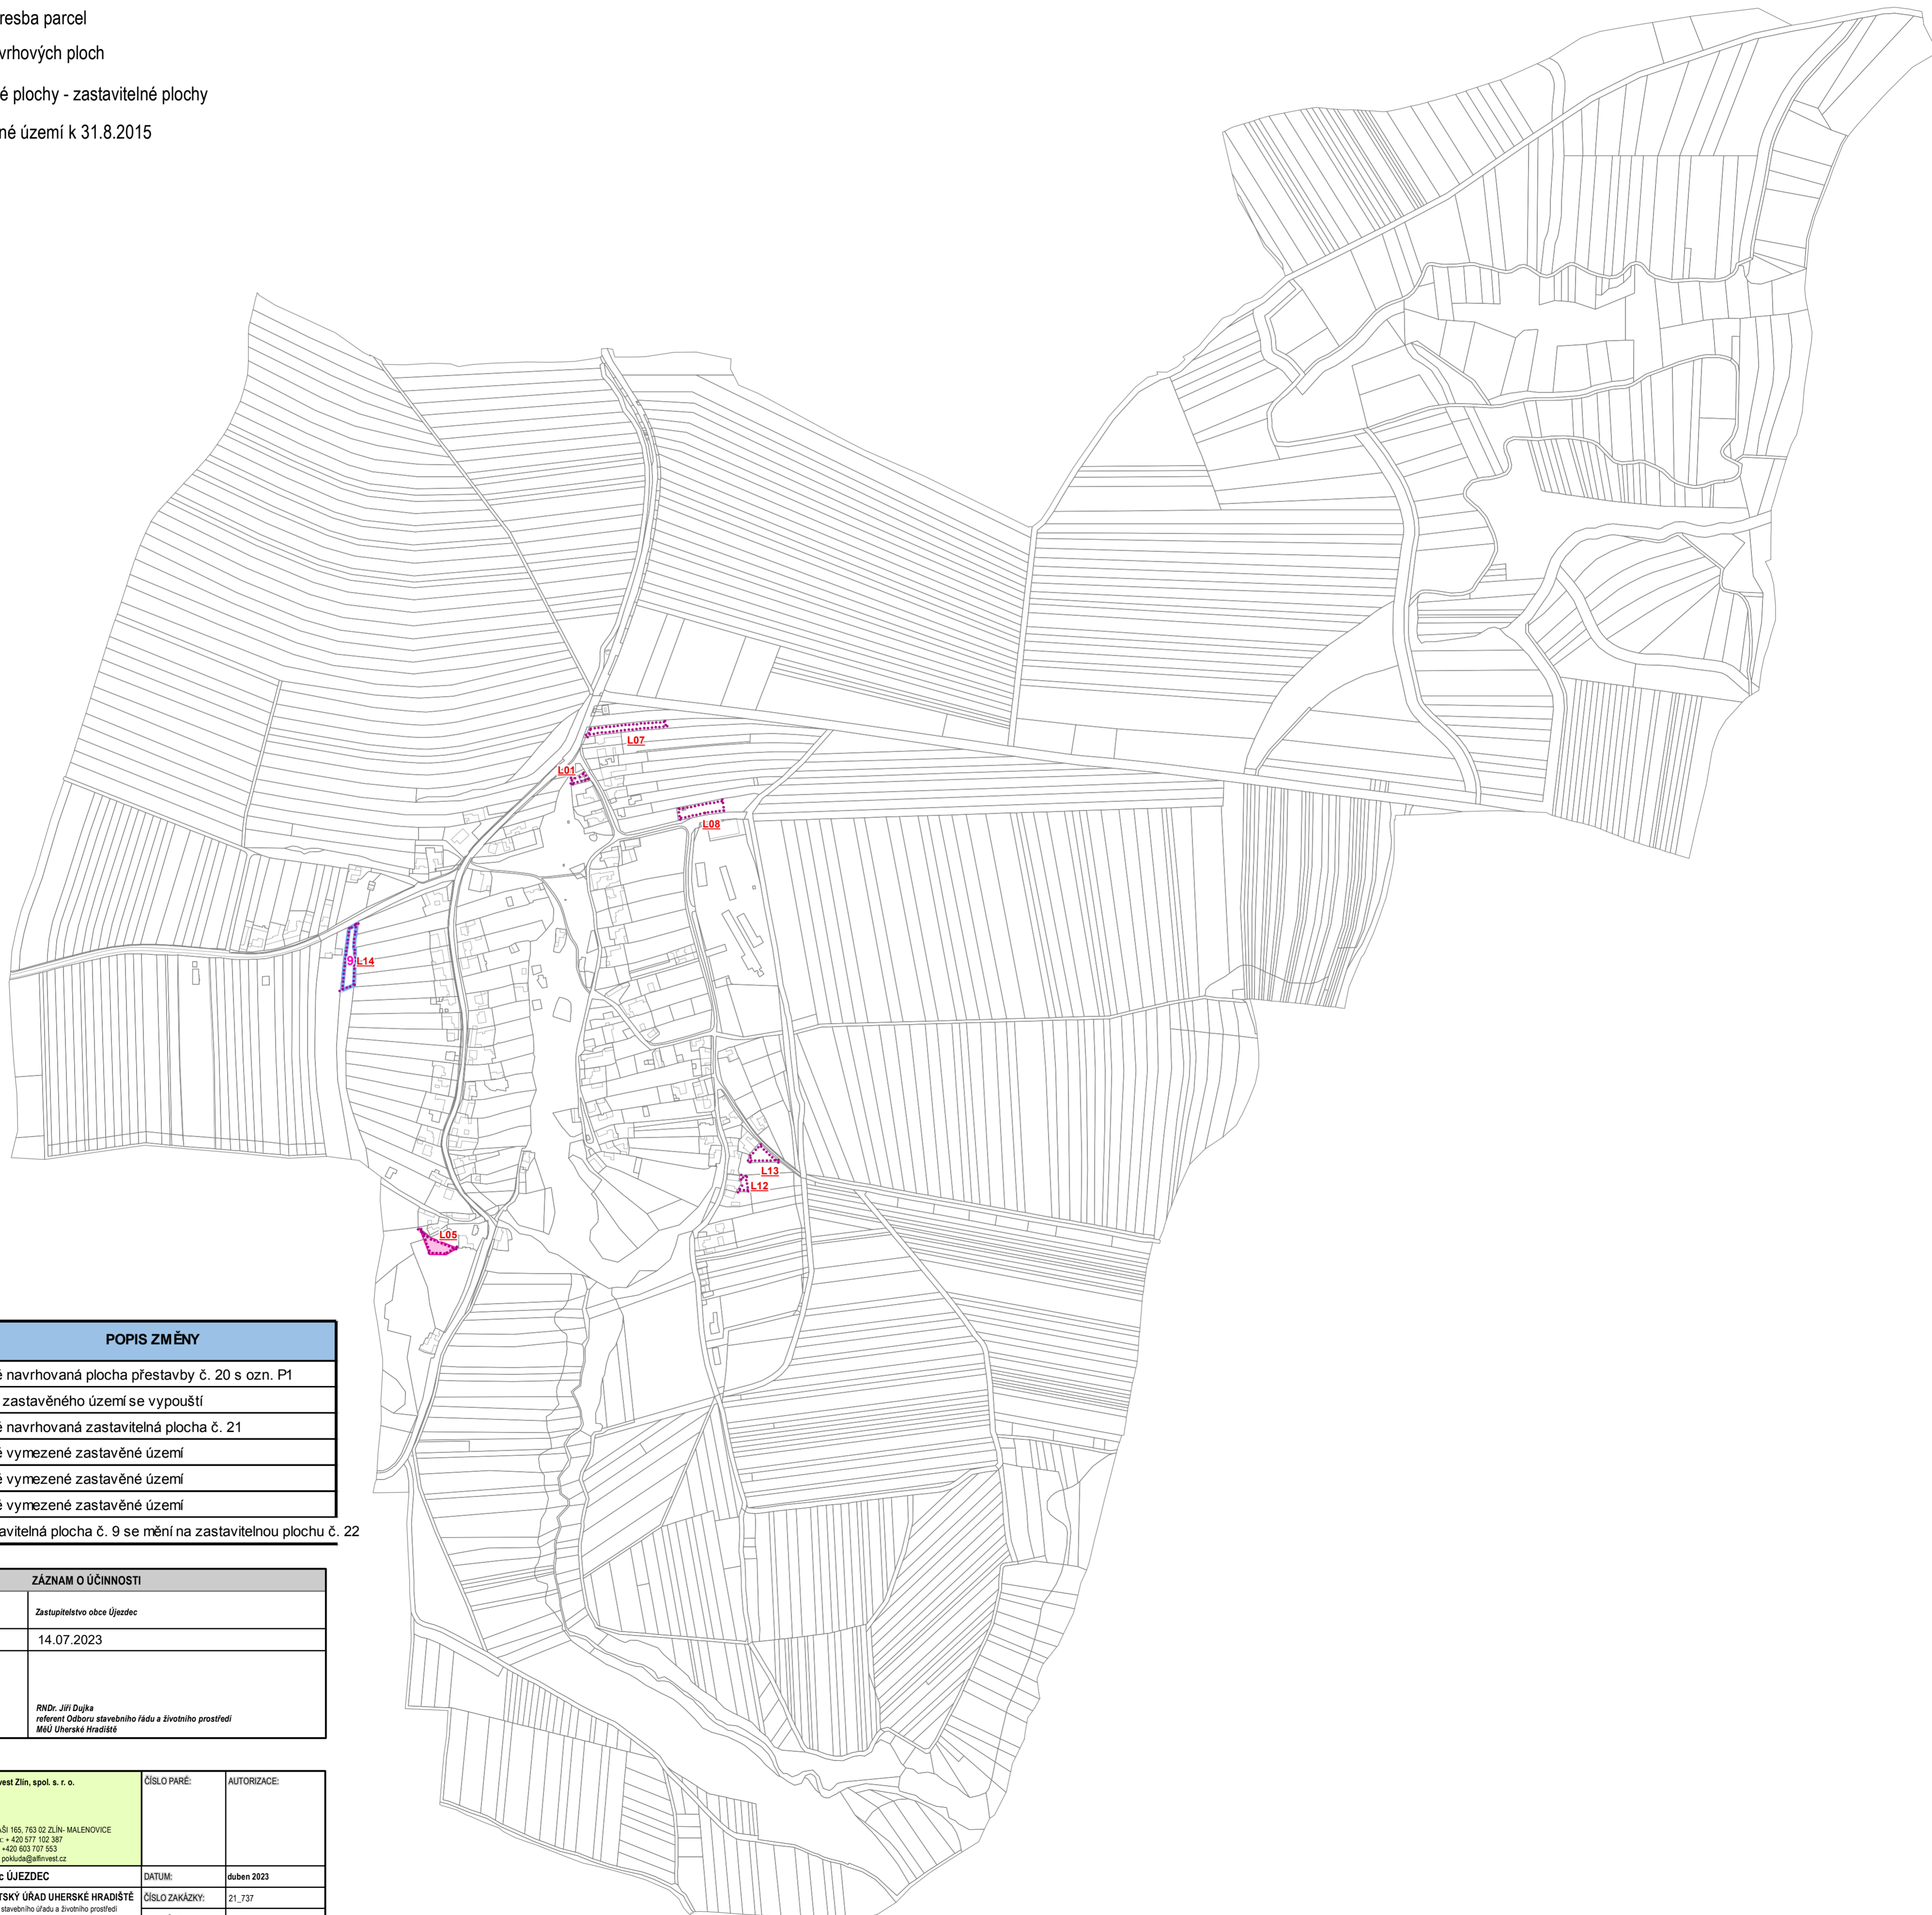 resba parcel
vrhových ploch
é plochy - zastavitelné plochy
né území k 31.8.2015
L07
L01
L08
9 L14
L13
L12
L05
POPIS ZMĚNY
ě navrhovaná plocha přestavby č. 20 s ozn. P1
zastavěného území se vypouští
ě navrhovaná zastavitelná plocha č. 21
ě vymezené zastavěné území
ě vymezené zastavěné území
ě vymezené zastavěné území
avitelná plocha č. 9 se mění na zastavitelnou plochu č. 22
ZÁZNAM O ÚČINNOSTI
Zastupitelstvo obce Újezdec
14.07.2023
RNDr. Jiří Dujka
referent Odboru stavebního řádu a životního prostředí
MěÚ Uherské Hradiště
vest Zlín, spol. s. r. o.
ČÍSLO PARÉ:
AUTORIZACE:
AŠI 165, 763 02 ZLÍN- MALENOVICE
x: + 420 577 102 387
+420 603 707 553
pokluda@alfinvest.cz
c ÚJEZDEC
DATUM:
duben 2023
TSKÝ ÚŘAD UHERSKÉ HRADIŠTĚ
ČÍSLO ZAKÁZKY:
21_737
stavebního úřadu a životního prostředí